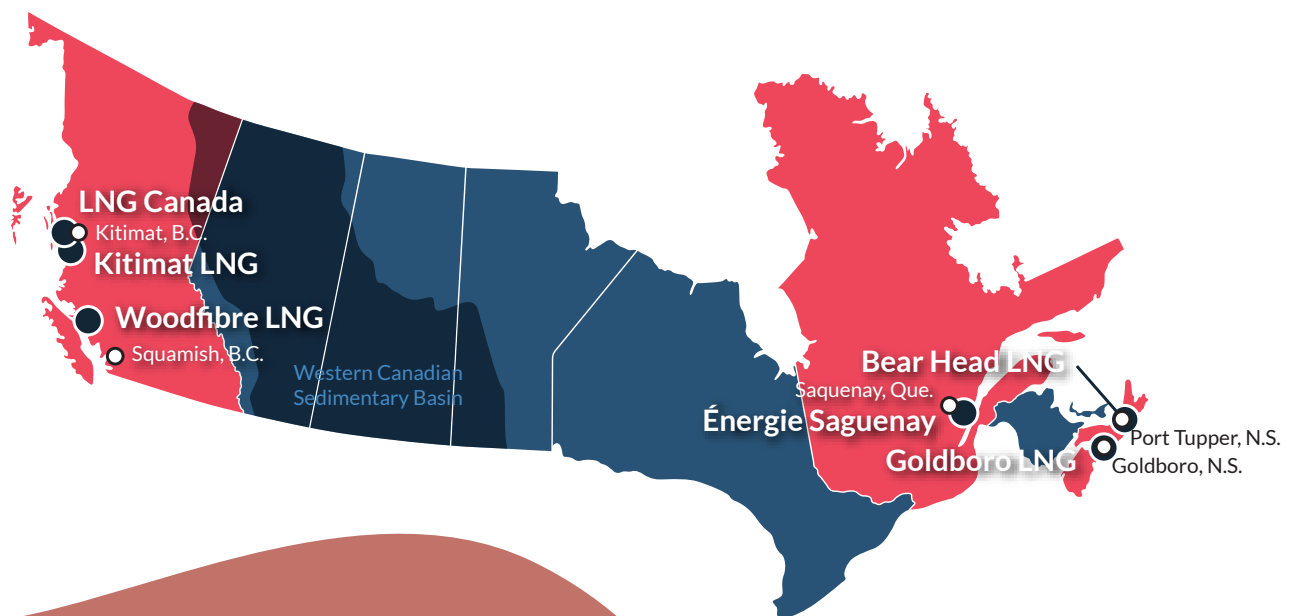 LNG Canada
Kitimat, B.C.
Kitimat LNG
Woodfibre LNG
Squamish, B.C.
Western Canadian
Sedimentary Basin
Bear Head LNG
Saquenay, Que.
Énergie Saguenay
Port Tupper, N.S.
Goldboro LNG
Goldboro, N.S.